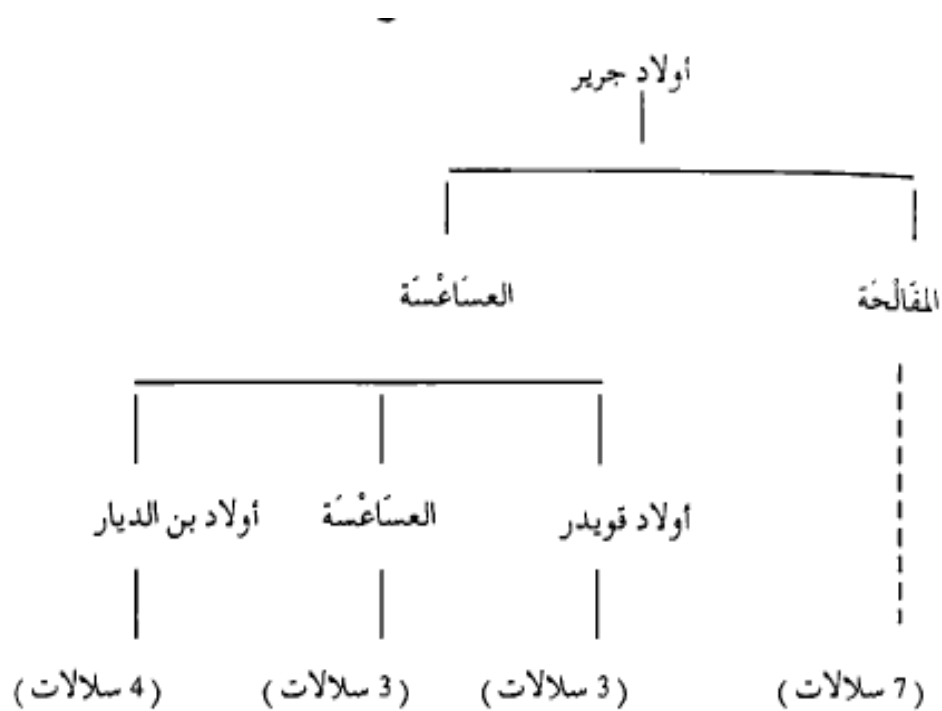 أولاد جرير
المفَالْحَة
العسَاعْسَة
أولاد قويدر
العسَاعْسَة
أولاد بن الديار
(7 سلالات)
(3 سلالات)
(3 سلالات)
(4 سلالات)